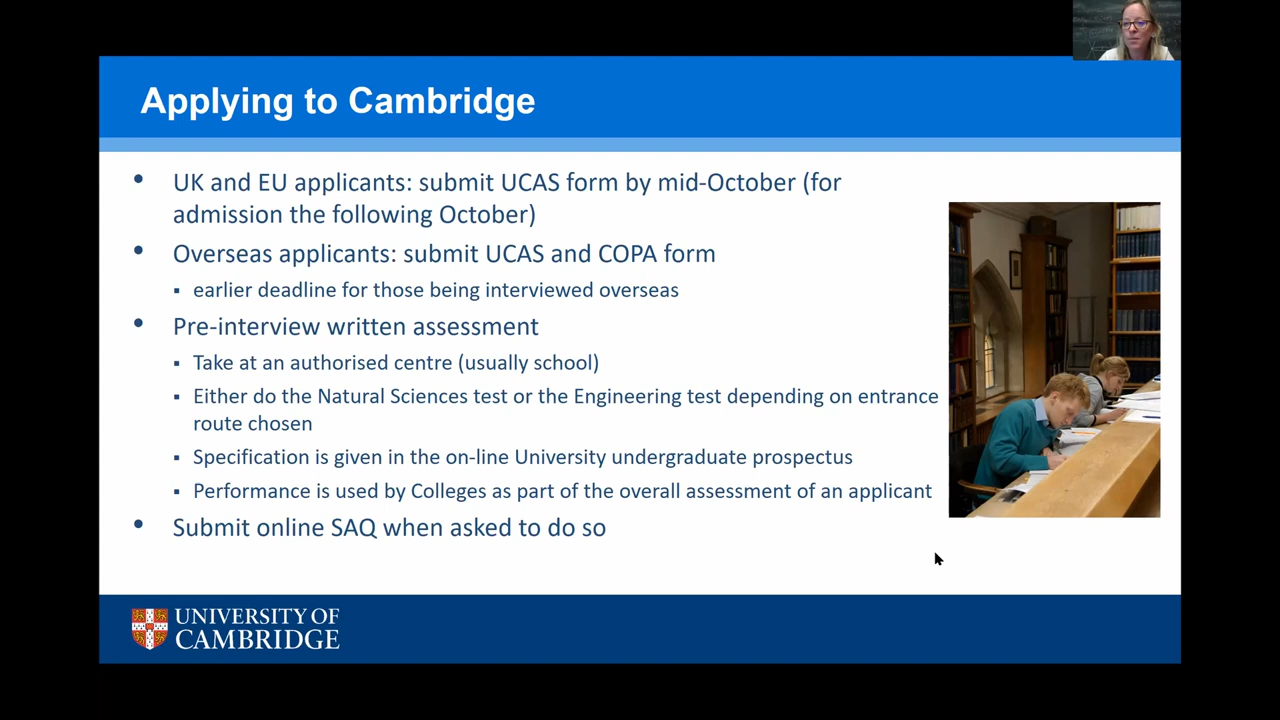 Applying to Cambridge
• UK and EU applicants: submit UCAS form by mid-October (for
admission the following October)
• Overseas applicants: submit UCAS and COPA form
▪ earlier deadline for those being interviewed overseas
• Pre-interview written assessment
▪ Take at an authorised centre (usually school)
▪ Either do the Natural Sciences test or the Engineering test depending on entrance
route chosen
▪ Specification is given in the on-line University undergraduate prospectus
▪ Performance is used by Colleges as part of the overall assessment of an applicant
• Submit online SAQ when asked to do so
UNIVERSITY OF
CAMBRIDGE